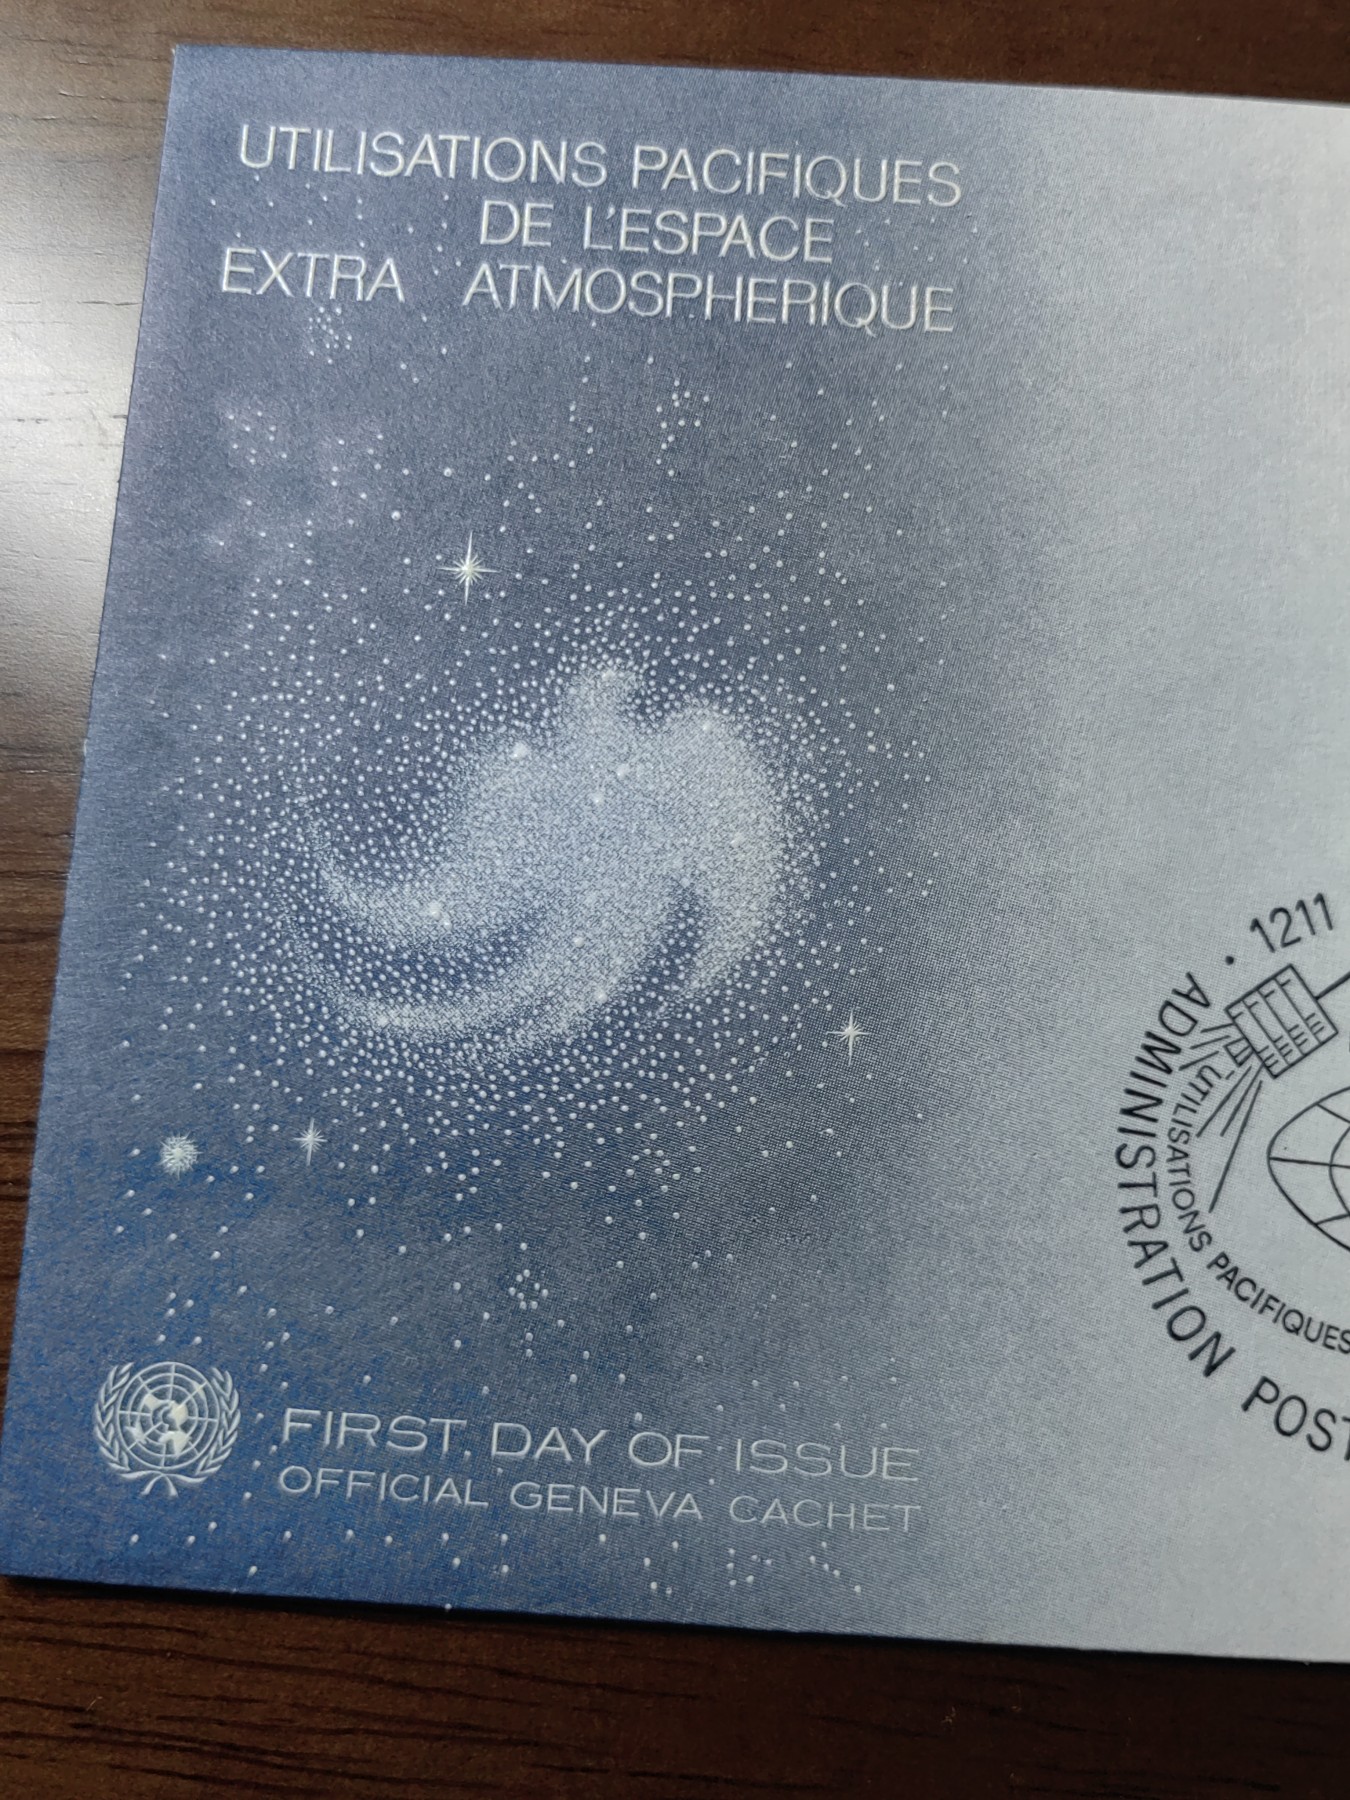 UTILISATIONS PACIFIQUES
DE L'ESPACE
EXTRA ATMOSPHERIQUE
· 1211
ADMINISTRATION POST
UTILISATIONS PACIFIQUES
FIRST DAY OF ISSUE
OFFICIAL GENEVA CACHET